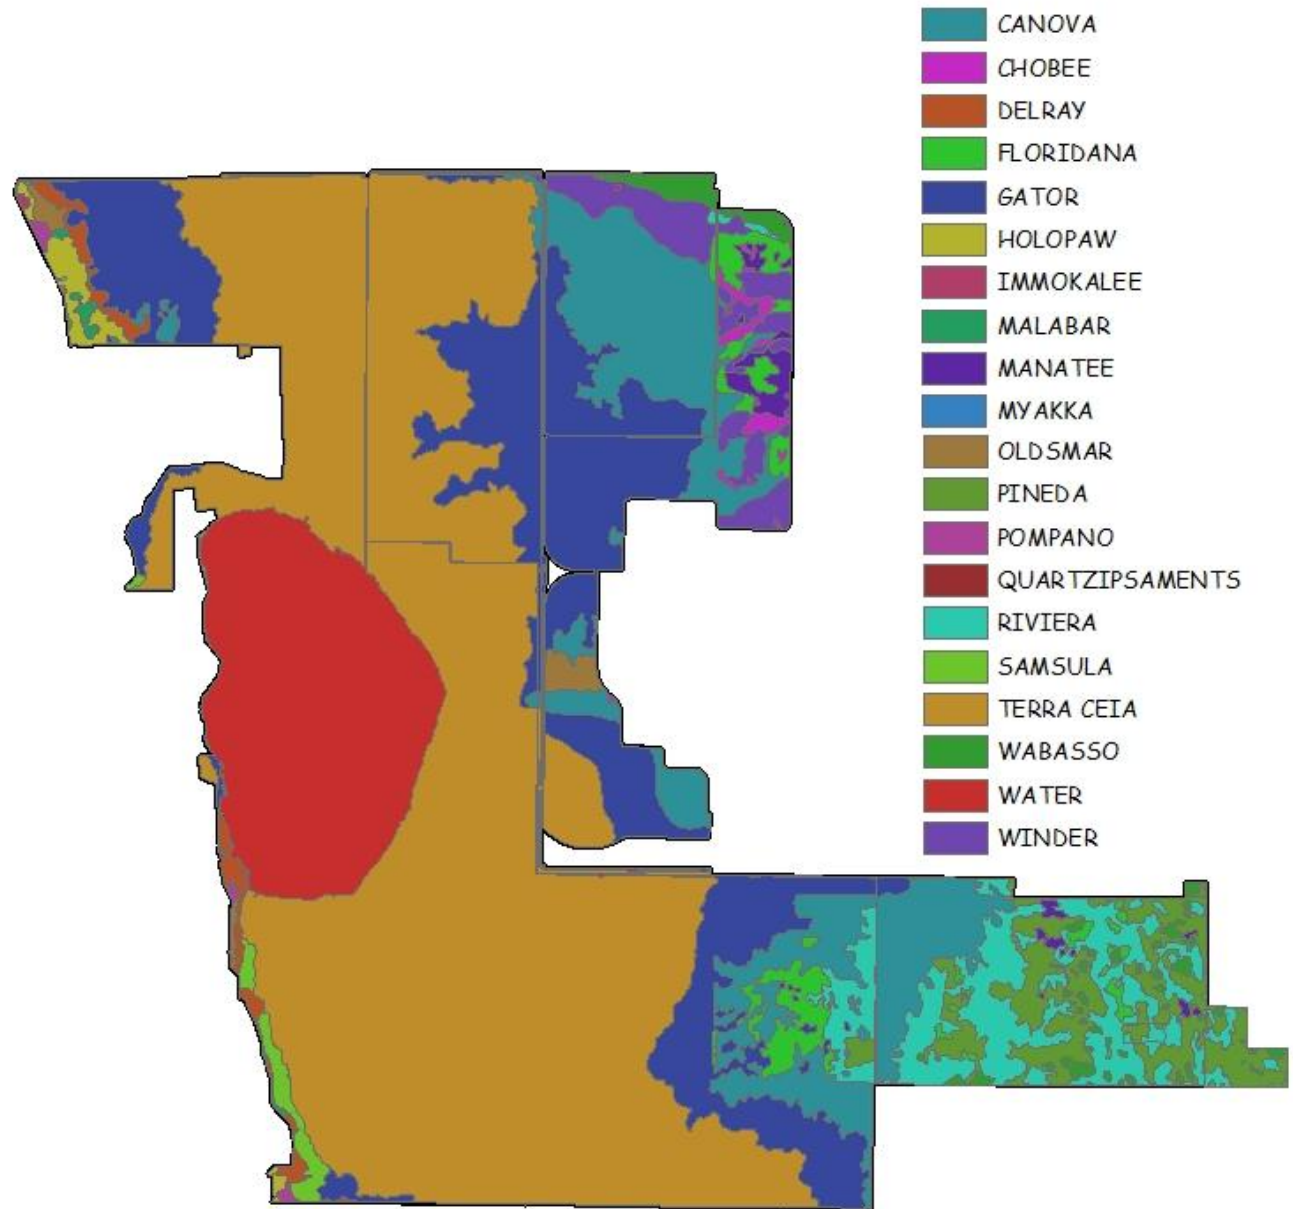 CANOVA
CHOBEE
DELRAY
FLORIDANA
GATOR
HOLOPAW
IMMOKALEE
MALABAR
MANATEE
MYAKKA
OLDSMAR
PINEDA
POMPANO
QUARTZIPSAMENTS
RIVIERA
SAMSULA
TERRA CEIA
WABASSO
WATER
WINDER